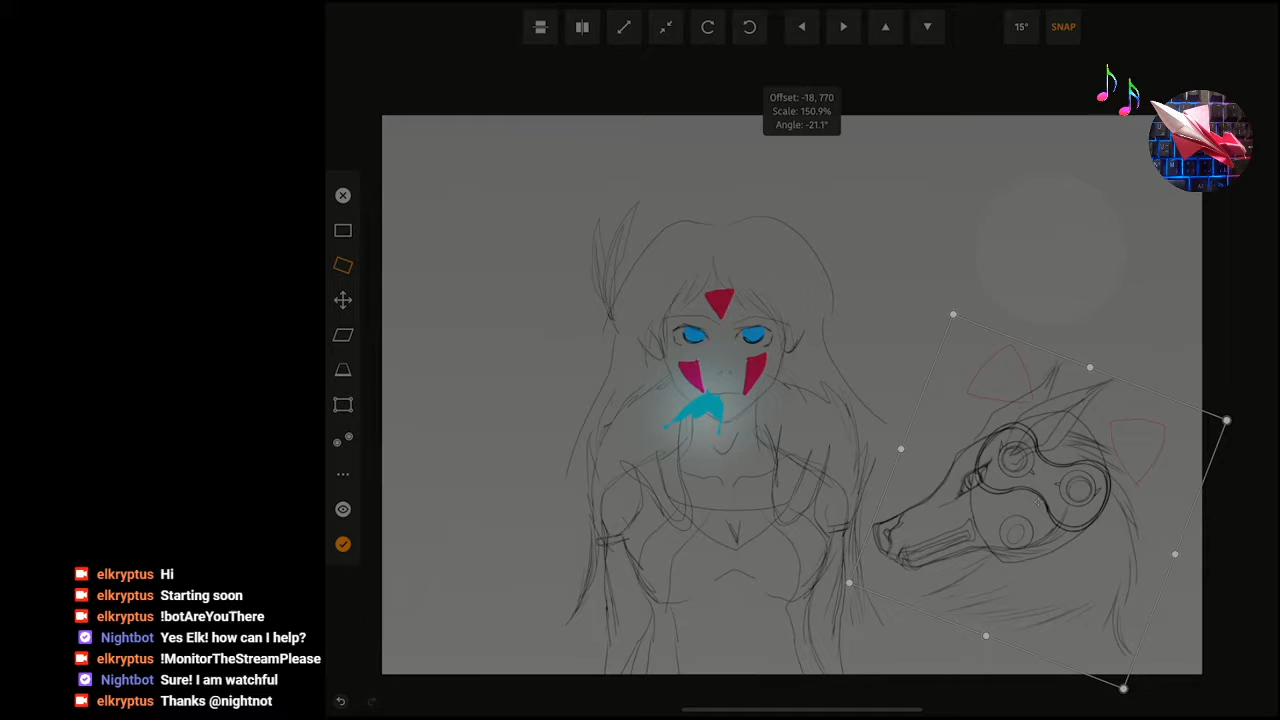 15°
SNAP
Offset: -18, 770
Scale: 150.9%
Angle: -21.1°
elkryptus Hi
elkryptus Starting soon
elkryptus !botAreYouThere
Nightbot Yes Elk! how can I help?
elkryptus !MonitorTheStreamPlease
Nightbot Sure! I am watchful
elkryptus Thanks @nightnot